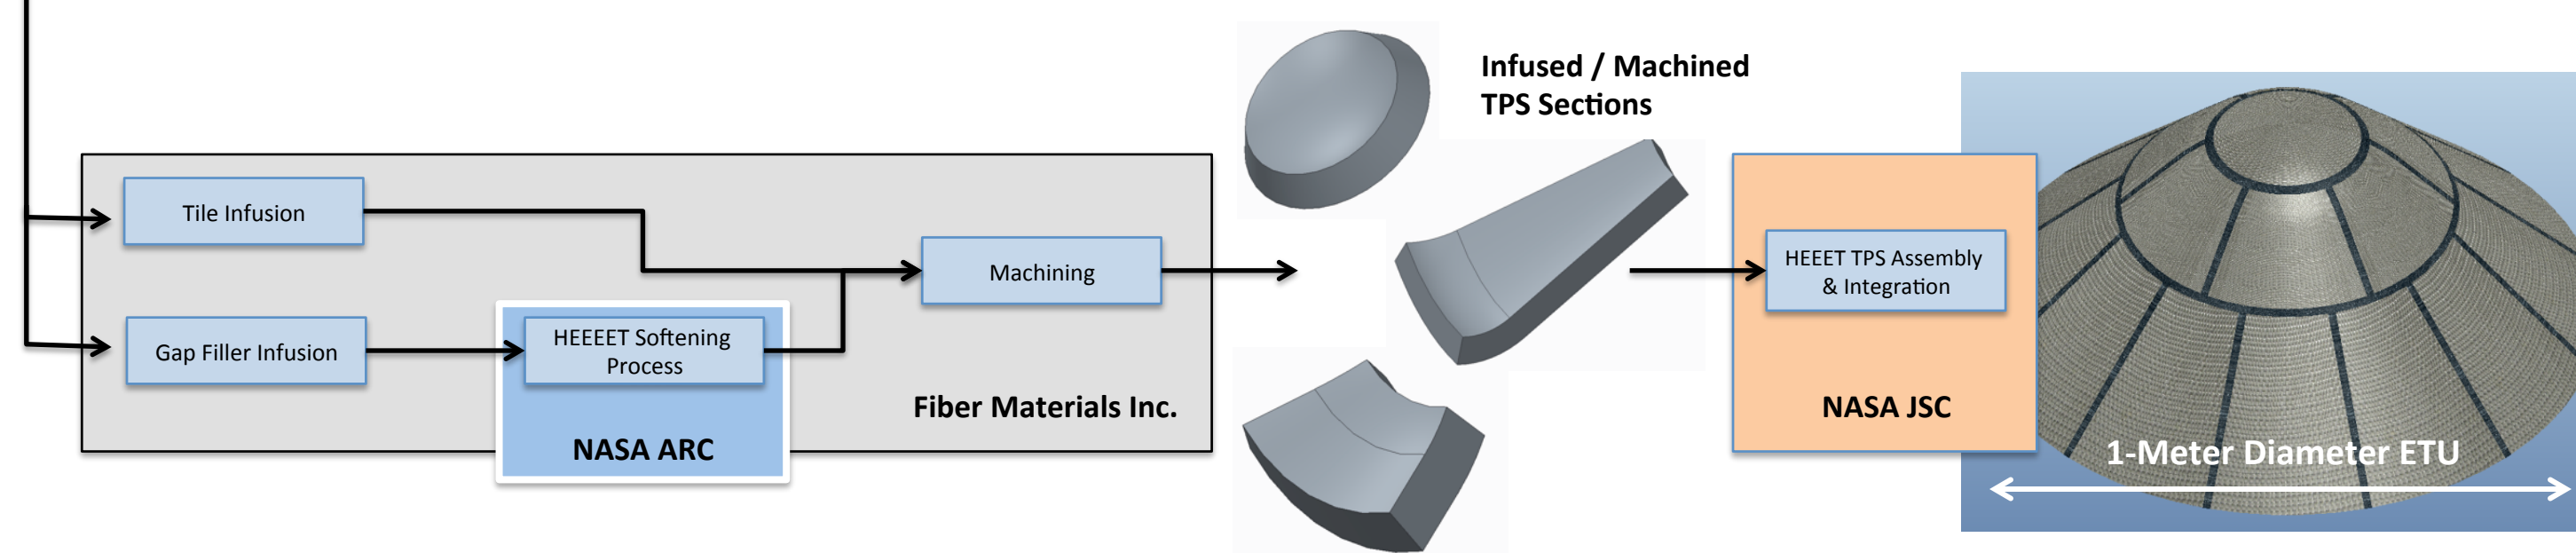 Infused / Machined
TPS Sections
Tile Infusion
Gap Filler Infusion
HEEEET Softening
Process
NASA ARC
Machining
Fiber Materials Inc.
HEEET TPS Assembly
& Integration
NASA JSC
1-Meter Diameter ETU